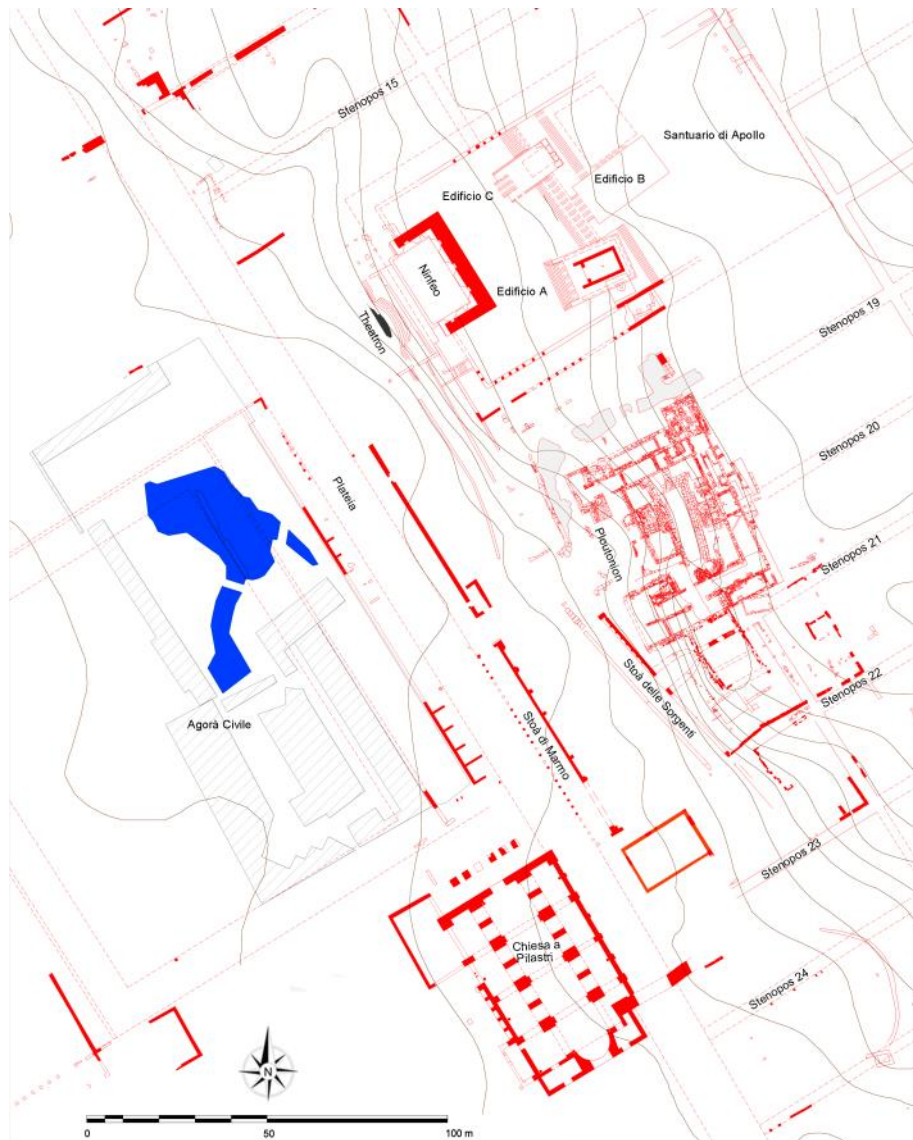 Stenopos 15
Santuario di Apollo
Edificio C
Edificio B
Ninfeo
Edificio A
Theatron
Stenopos 19
Stenopos 20
Plateia
Ploutonion
Stenopos 21
Stenopos 22
Stoà delle Sorgenti
Agorà Civile
Stoà di Marmo
Stenopos 23
Chiesa a
Pilastri
Stenopos 24
N
0 50 100 m